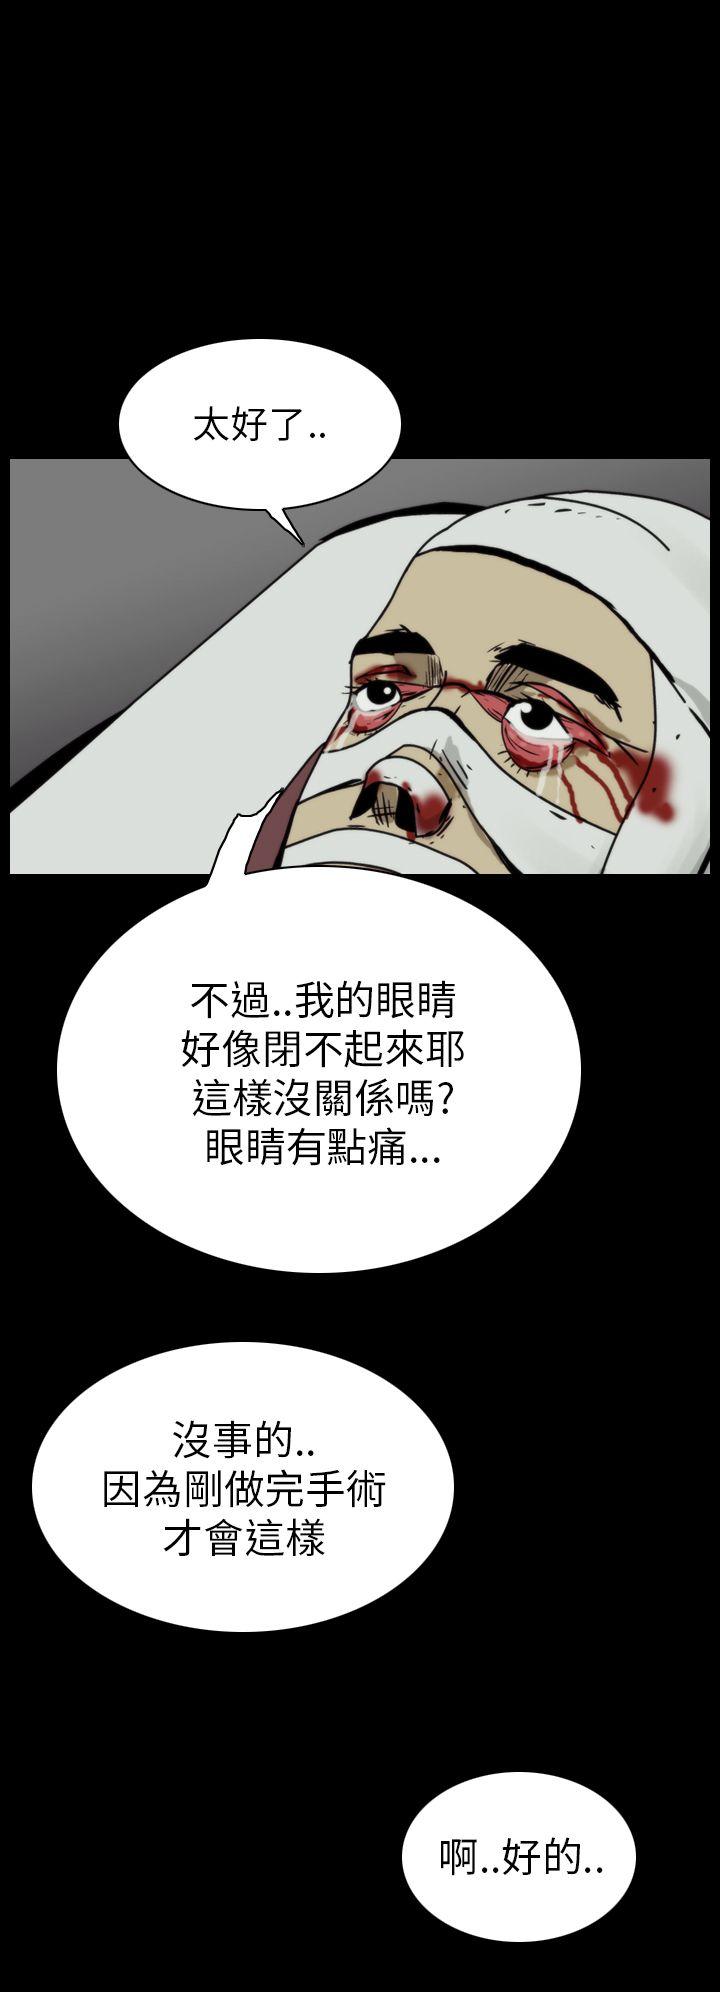 太好了..
不過..我的眼睛
好像閉不起來耶
這樣沒關係嗎?
眼睛有點痛...
沒事的..
因為剛做完手術
才會這樣
啊..好的..